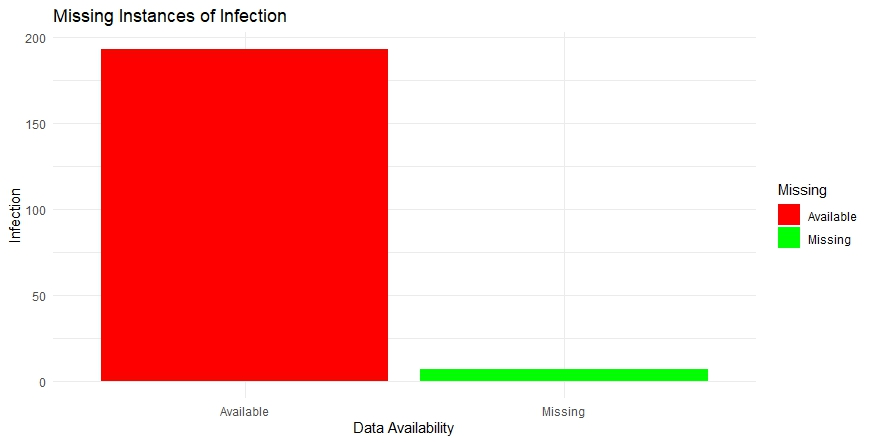 Missing Instances of Infection
200
150
100
50
0
Infection
Available
Missing
Data Availability
Missing
Available
Missing